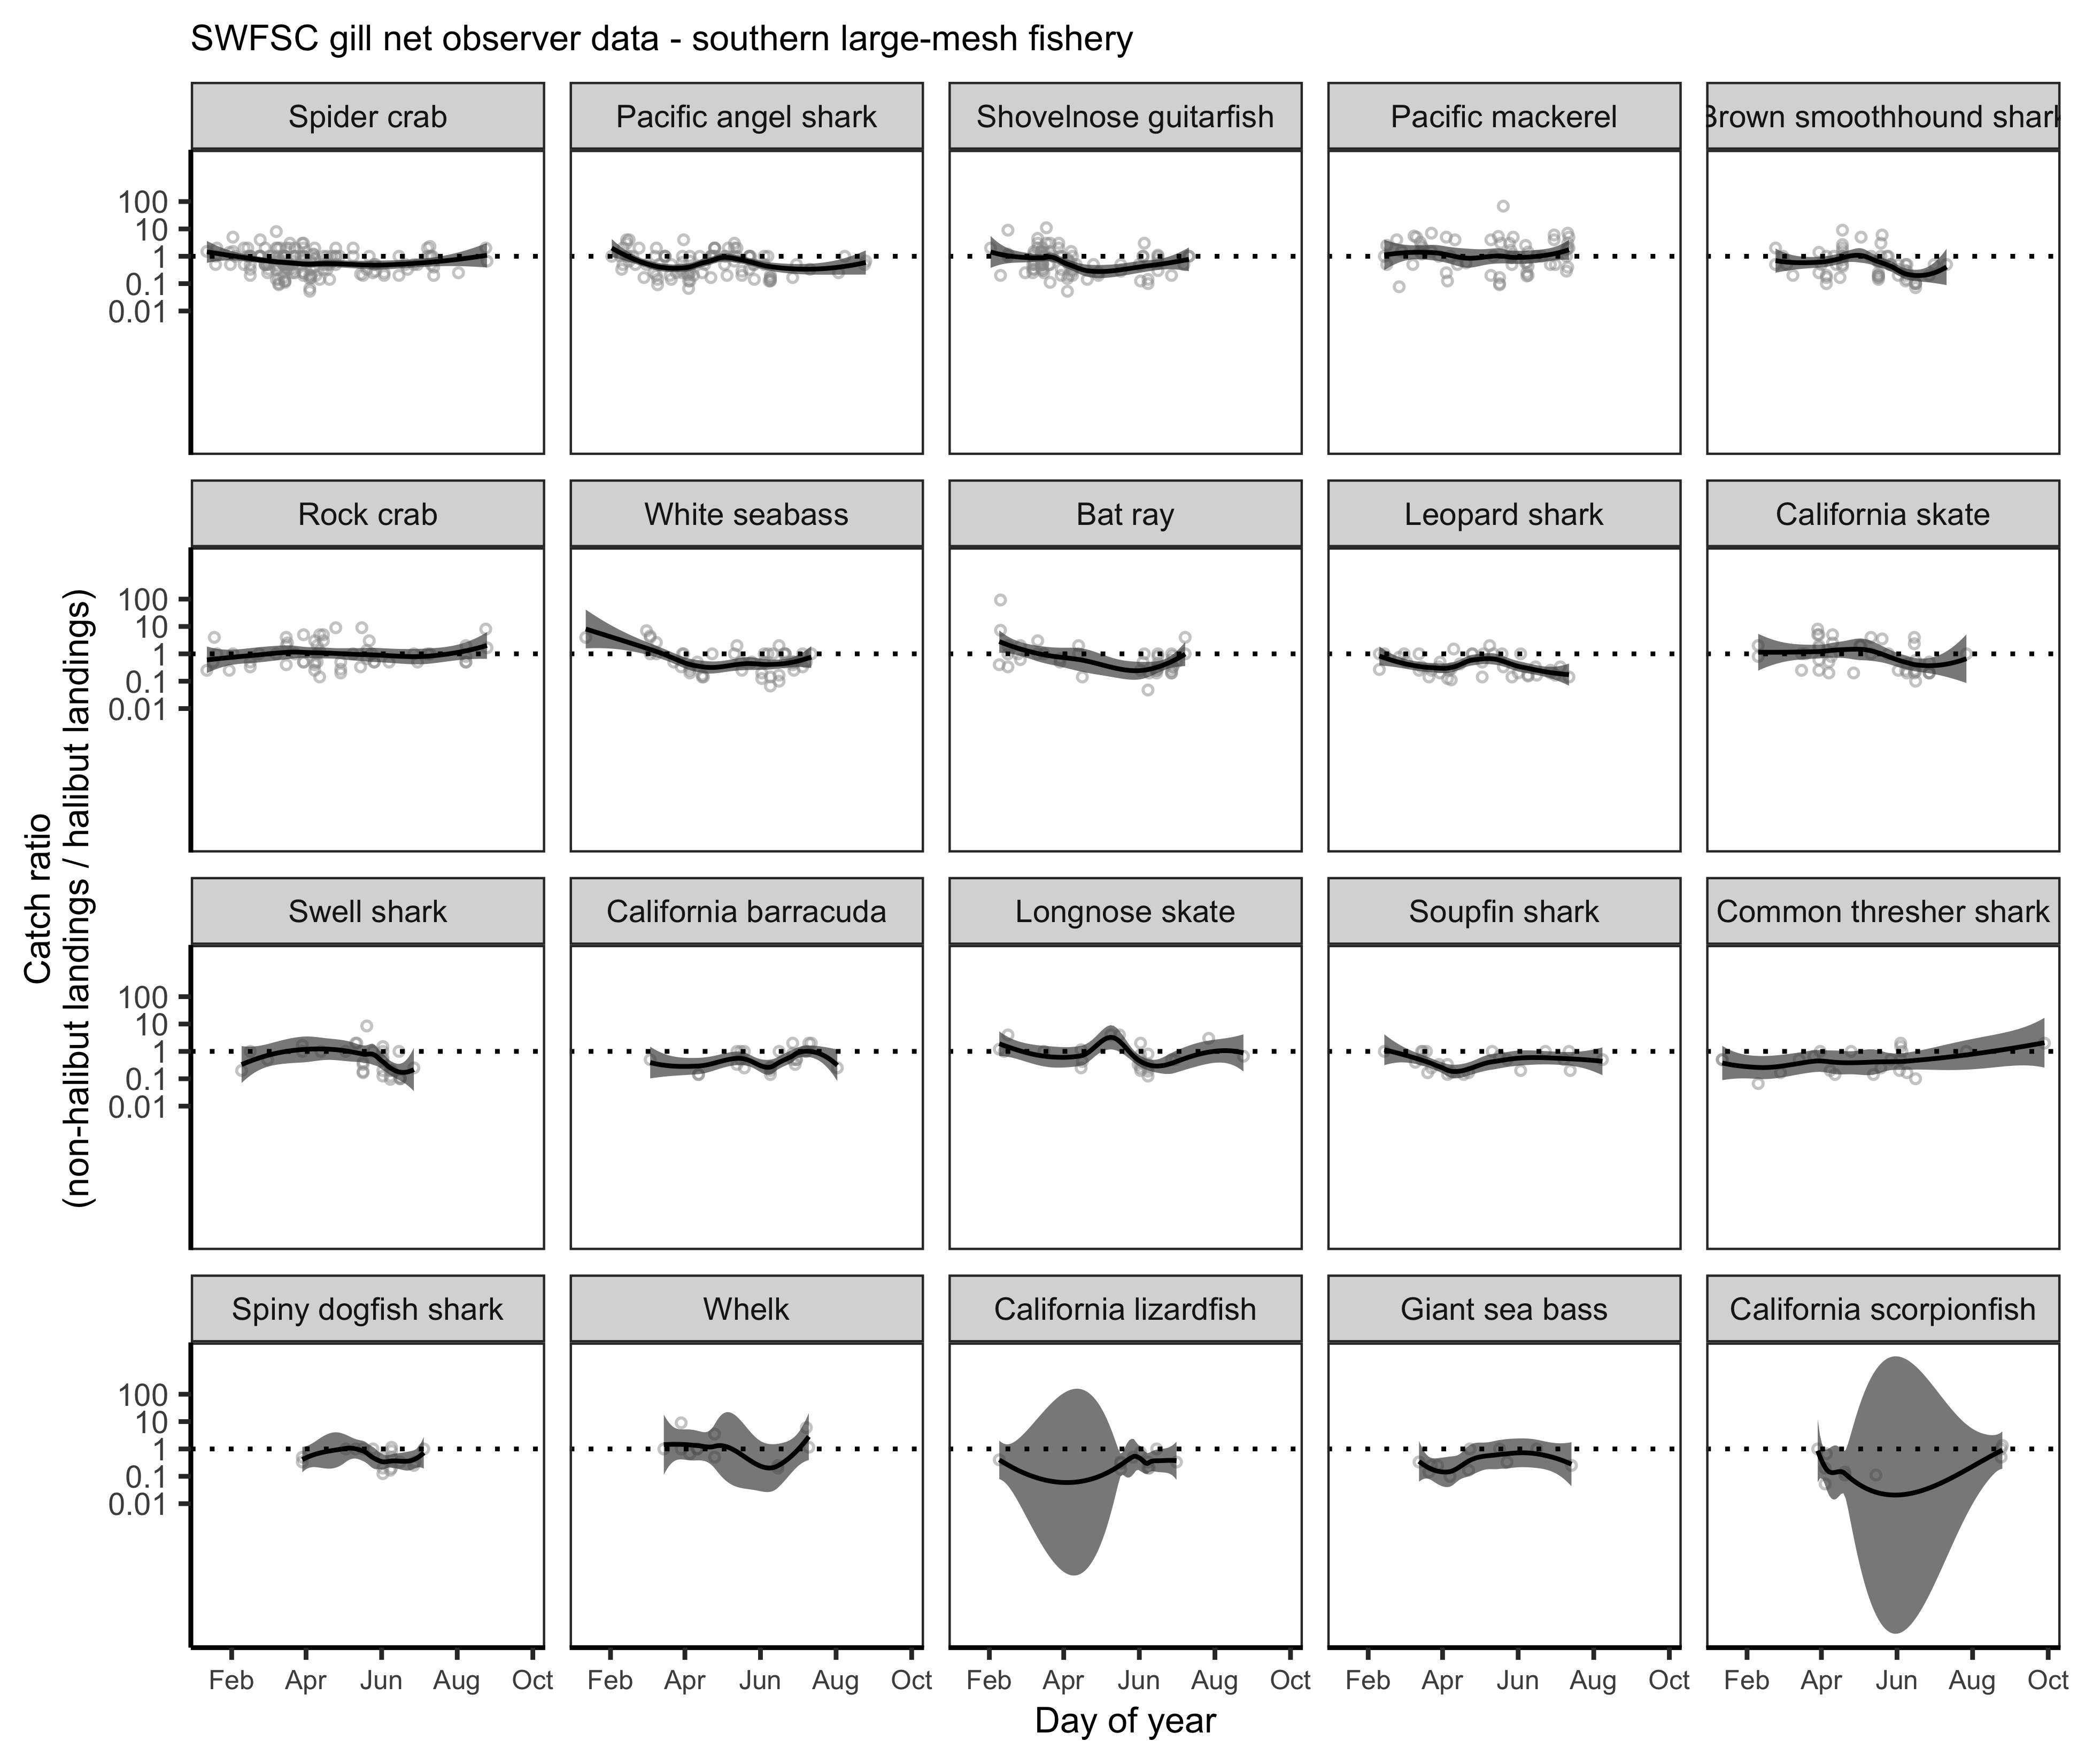 SWFSC gill net observer data - southern large-mesh fishery
Spider crab
Pacific angel shark
Shovelnose guitarfish
Pacific mackerel
Brown smoothhound shark
100
10
1
0.1
0.01
Rock crab
White seabass
Bat ray
Leopard shark
California skate
100
10
1
0.1
0.01
Catch ratio
(non-halibut landings / halibut landings)
Swell shark
California barracuda
Longnose skate
Soupfin shark
Common thresher shark
100
10
1
0.1
0.01
Spiny dogfish shark
Whelk
California lizardfish
Giant sea bass
California scorpionfish
100
10
1
0.1
0.01
Feb Apr Jun Aug Oct
Feb Apr Jun Aug Oct
Feb Apr Jun Aug Oct
Feb Apr Jun Aug Oct
Feb Apr Jun Aug Oct
Day of year